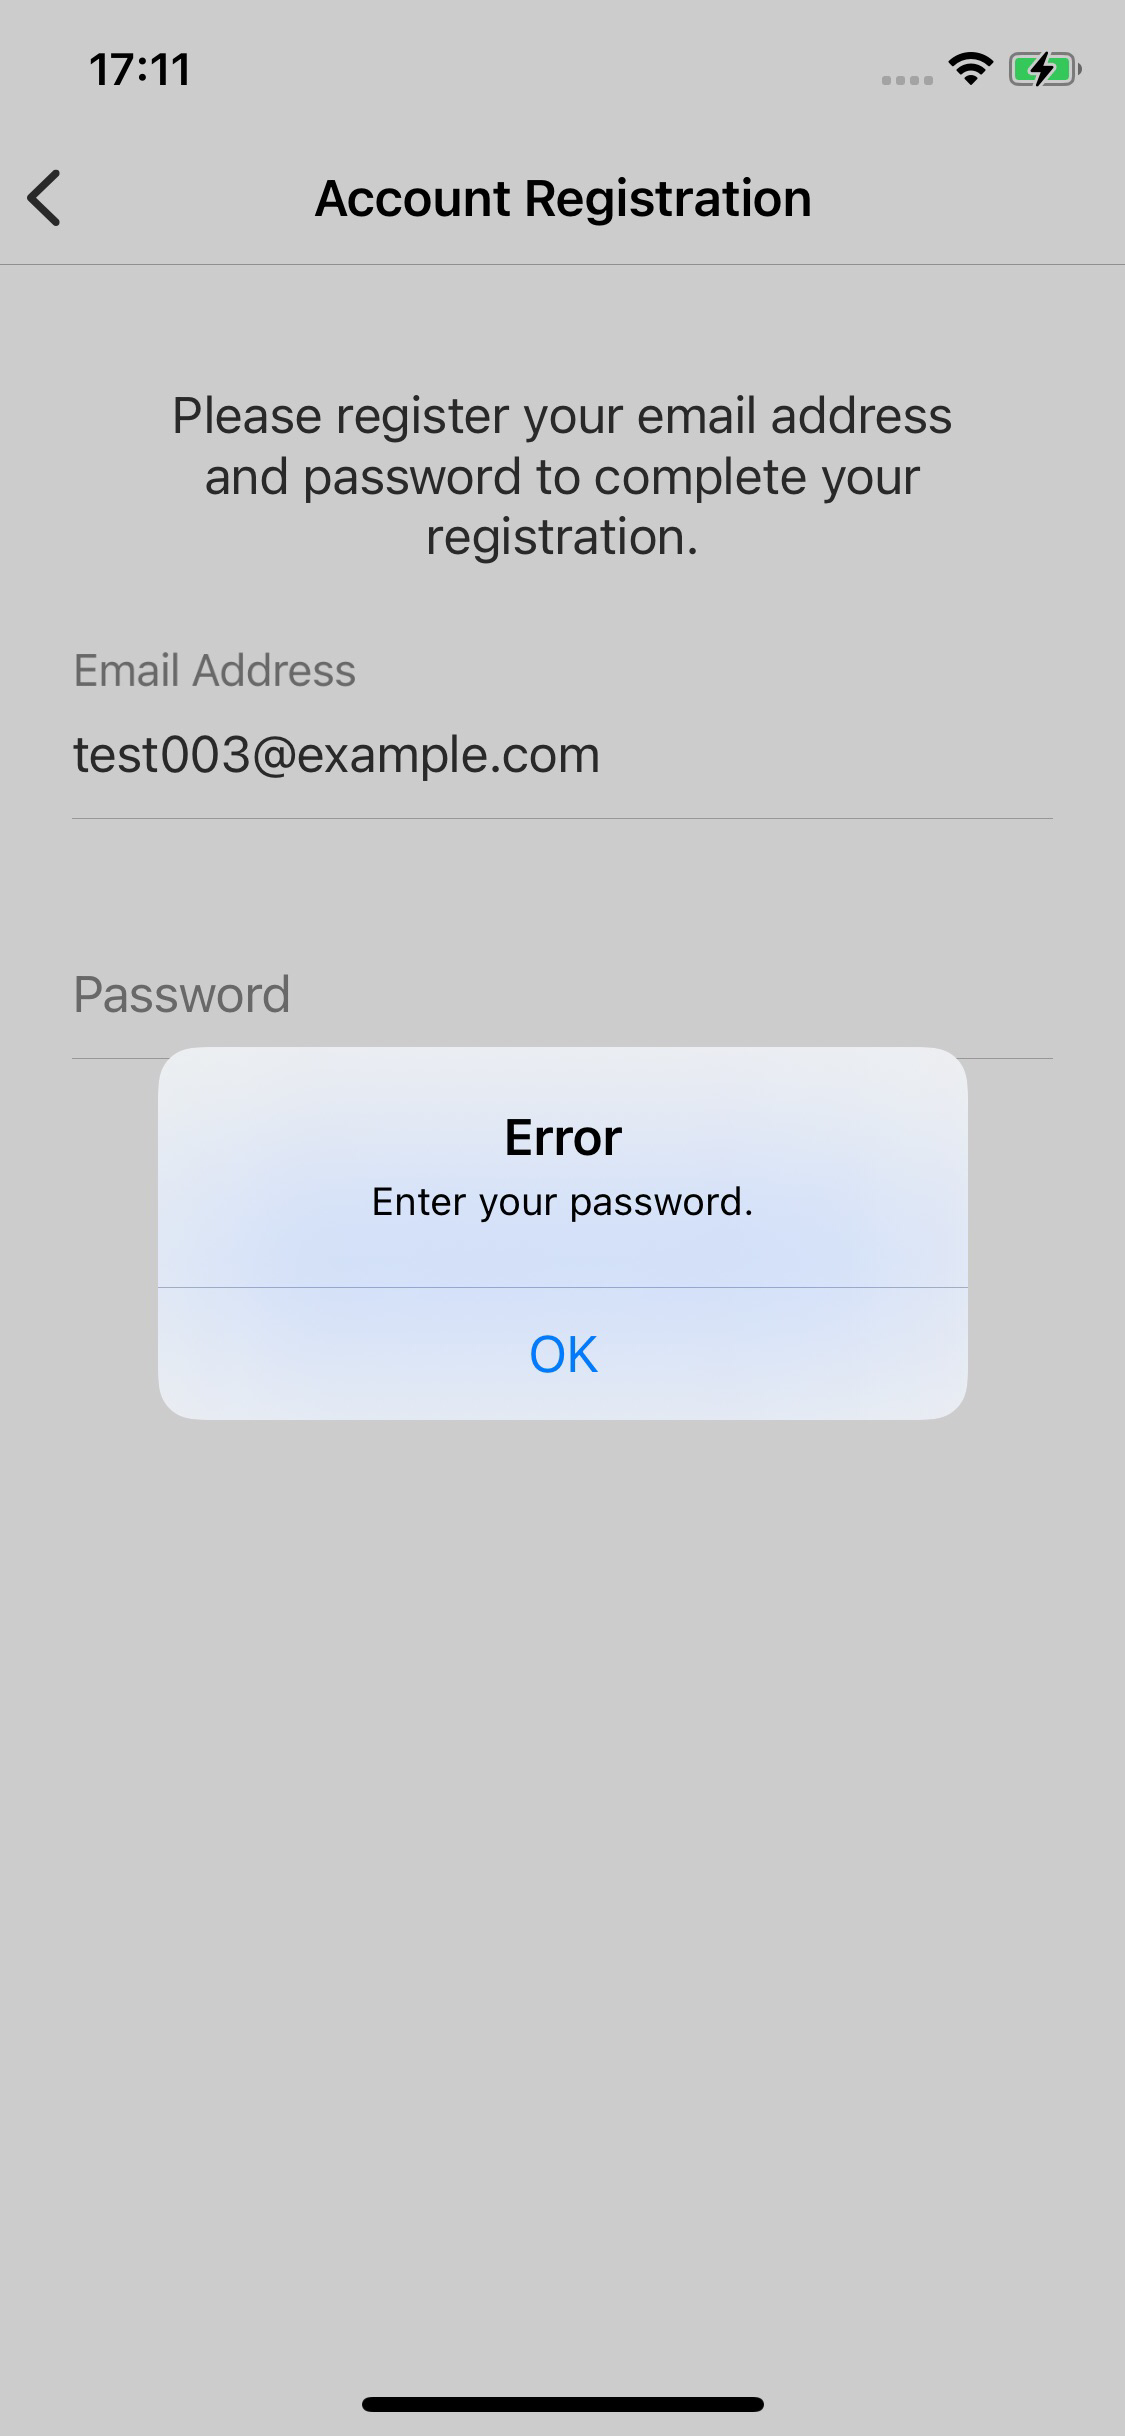 17:11
Account Registration
Please register your email address
and password to complete your
registration.
Email Address
test003@example.com
Password
Error
Enter your password.
OK